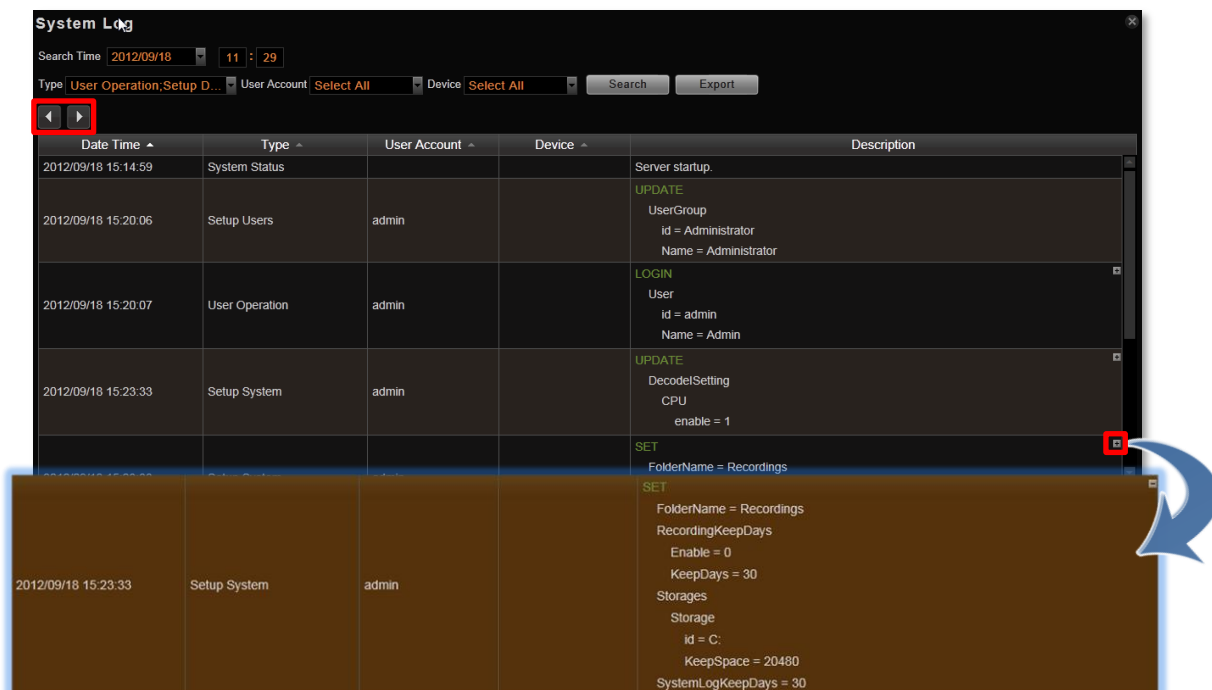 System Log
Search Time 2012/09/18 11 : 29
Type User Operation;Setup D... User Account Select All Device Select All Search Export
Date Time Type User Account Device Description
2012/09/18 15:14:59 System Status Server startup.
UPDATE
UserGroup
2012/09/18 15:20:06 Setup Users admin
id = Administrator
Name = Administrator
LOGIN
User
2012/09/18 15:20:07 User Operation admin
id = admin
Name = Admin
UPDATE
DecodelSetting
2012/09/18 15:23:33 Setup System admin
CPU
enable = 1
SET
FolderName = Recordings
SET
FolderName = Recordings
RecordingKeepDays
Enable = 0
KeepDays = 30
2012/09/18 15:23:33 Setup System admin
Storages
Storage
id = C:
KeepSpace = 20480
SystemLogKeepDays = 30